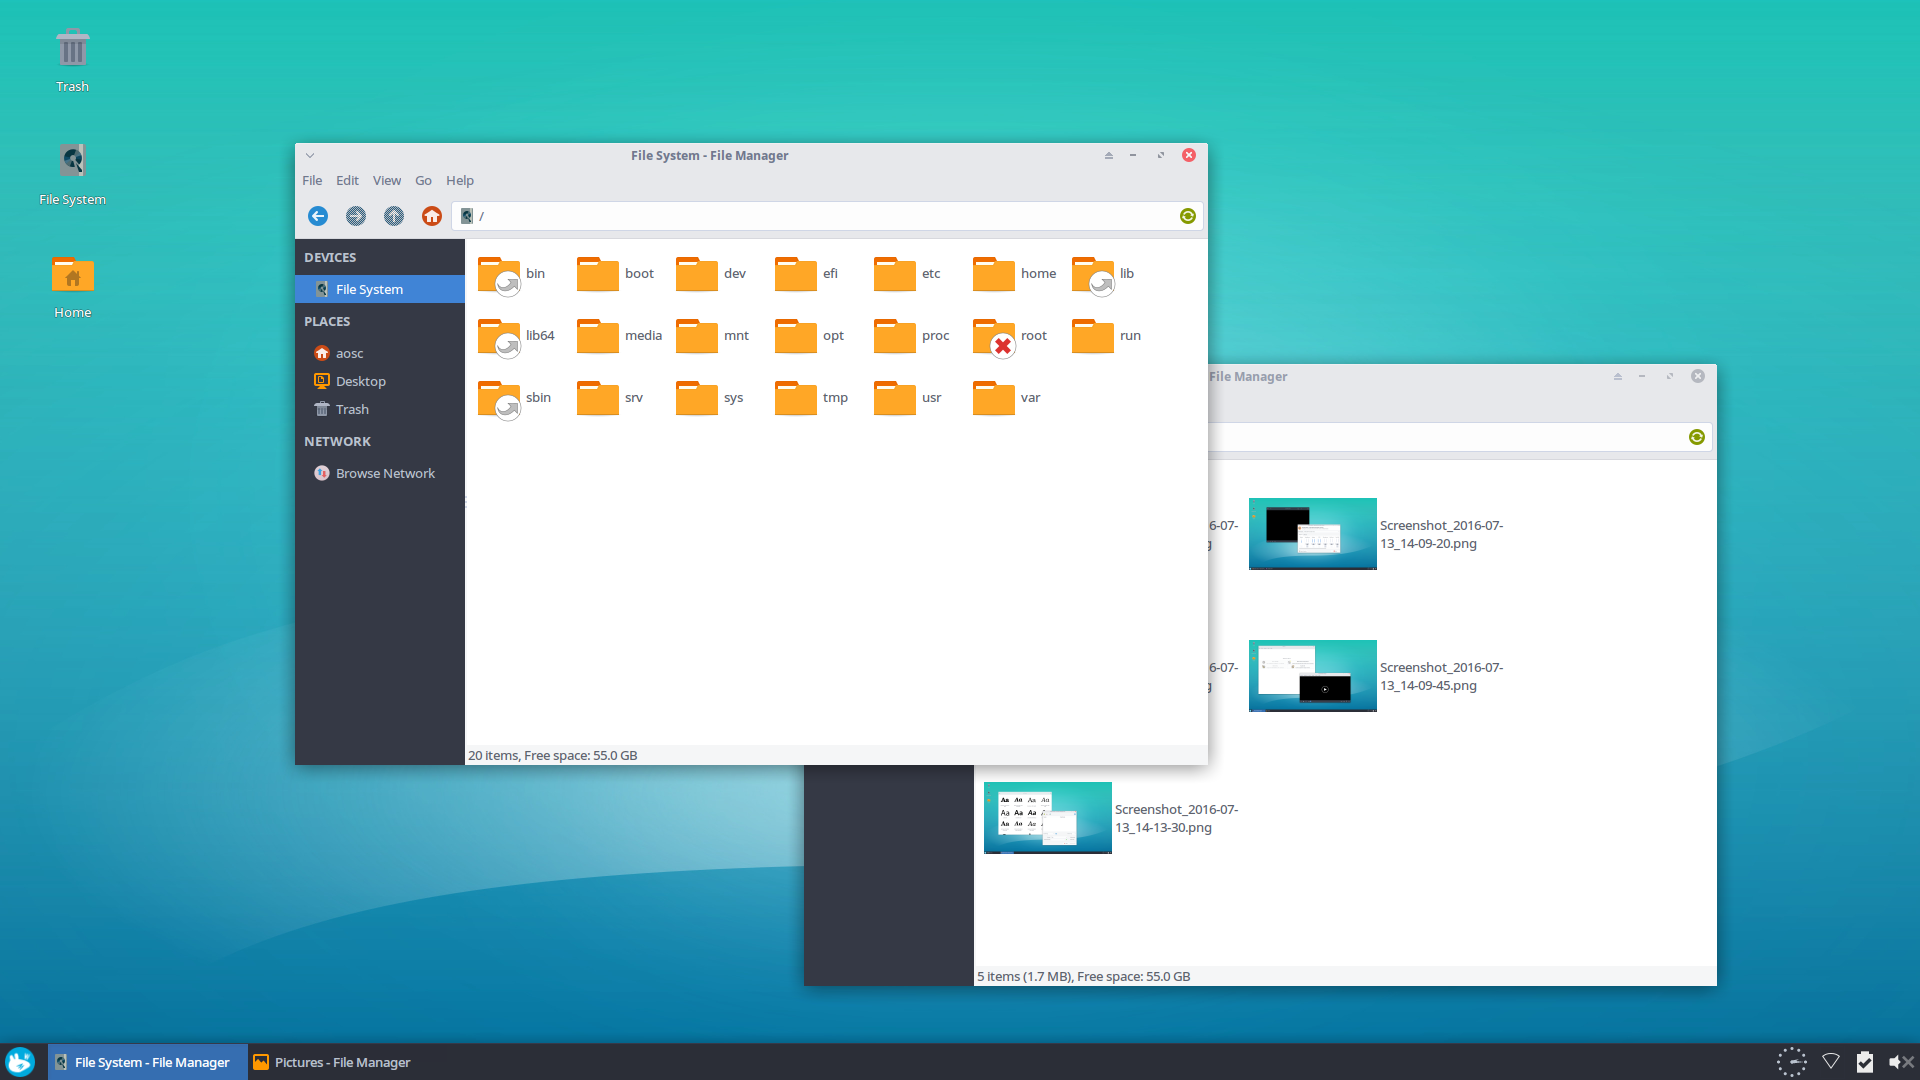 Trash
File System
Home
File System - File Manager
File Edit View Go Help
/
DEVICES
File System
PLACES
aosc
Desktop
Trash
NETWORK
Browse Network
bin boot dev efi etc home lib
lib64 media mnt opt proc root run
sbin srv sys tmp usr var
20 items, Free space: 55.0 GB
File Manager
6-07-
Screenshot_2016-07-
13_14-09-20.png
6-07-
Screenshot_2016-07-
13_14-09-45.png
Screenshot_2016-07-
13_14-13-30.png
5 items (1.7 MB), Free space: 55.0 GB
File System - File Manager
Pictures - File Manager